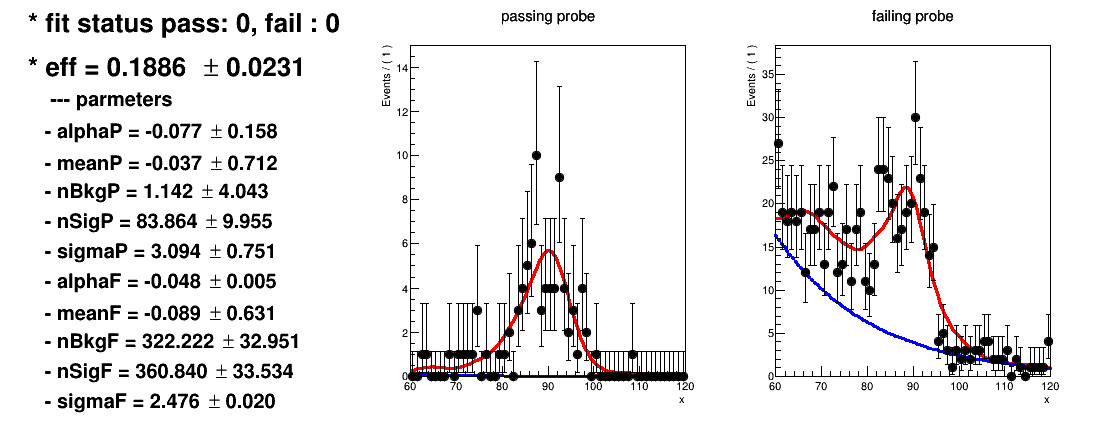 * fit status pass: 0, fail : 0
* eff = 0.1886 ± 0.0231
--- parmeters
- alphaP = -0.077 ± 0.158
- meanP = -0.037 ± 0.712
- nBkgP = 1.142 ± 4.043
- nSigP = 83.864 ± 9.955
- sigmaP = 3.094 ± 0.751
- alphaF = -0.048 ± 0.005
- meanF = -0.089 ± 0.631
- nBkgF = 322.222 ± 32.951
- nSigF = 360.840 ± 33.534
- sigmaF = 2.476 ± 0.020
passing probe
Events / ( 1 )
14
12
10
8
6
4
2
0
60 70 80 90 100 110 120
x
failing probe
Events / ( 1 )
35
30
25
20
15
10
5
0
60 70 80 90 100 110 120
x